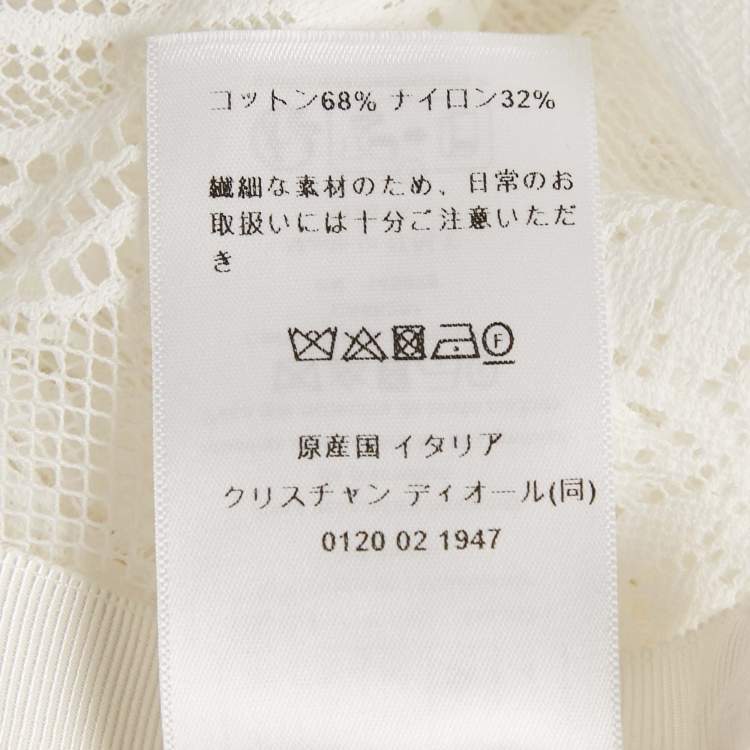 コットン68% ナイロン32%
繊細な素材のため、日常のお
取扱いには十分ご注意いただ
き
F
原産国 イタリア
クリスチャン ディオール(同)
0120 02 1947